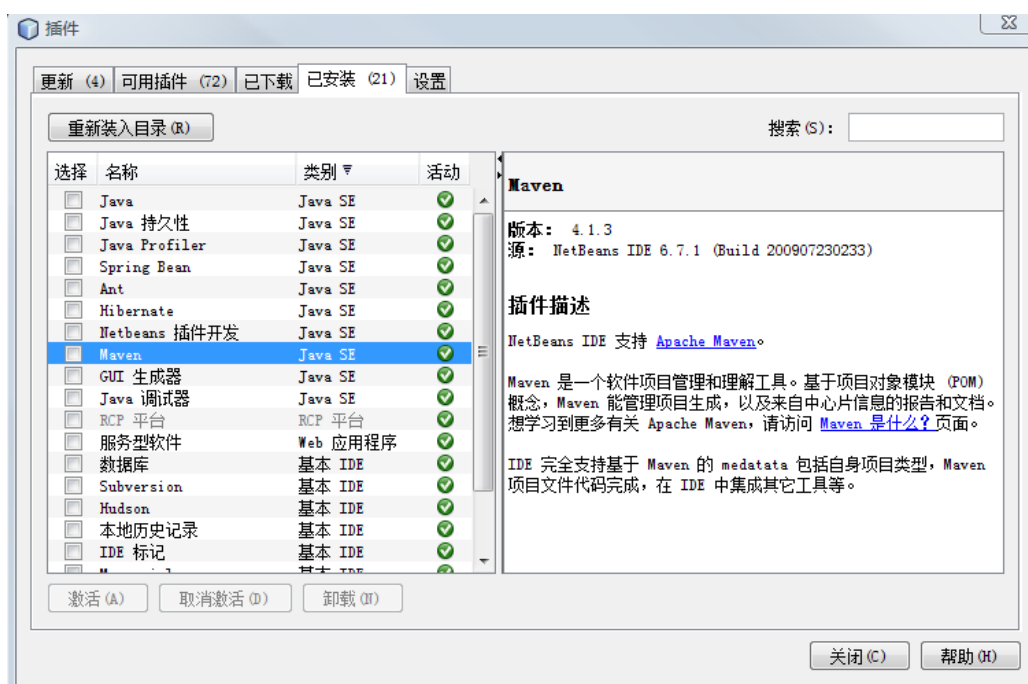 插件
更新 (4) 可用插件 (72) 已下载 已安装 (21) 设置
重新装入目录(R) 搜索(S):
选择 名称 类别 活动
Java Java SE
Java 持久性 Java SE
Java Profiler Java SE
Spring Bean Java SE
Ant Java SE
Hibernate Java SE
Netbeans 插件开发 Java SE
Maven Java SE
GUI 生成器 Java SE
Java 调试器 Java SE
RCP 平台 RCP 平台
服务型软件 Web 应用程序
数据库 基本 IDE
Subversion 基本 IDE
Hudson 基本 IDE
本地历史记录 基本 IDE
IDE 标记 基本 IDE
基本 IDE
Maven
版本: 4.1.3
源: NetBeans IDE 6.7.1 (Build 200907230233)
插件描述
NetBeans IDE 支持 Apache Maven。
Maven 是一个软件项目管理和理解工具。基于项目对象模块 (POM)
概念，Maven 能管理项目生成，以及来自中心片信息的报告和文档。
想学习到更多有关 Apache Maven，请访问 Maven 是什么？页面。
IDE 完全支持基于 Maven 的 medatata 包括自身项目类型，Maven
项目文件代码完成，在 IDE 中集成其它工具等。
激活(A) 取消激活(D) 卸载(N)
关闭(C) 帮助(H)